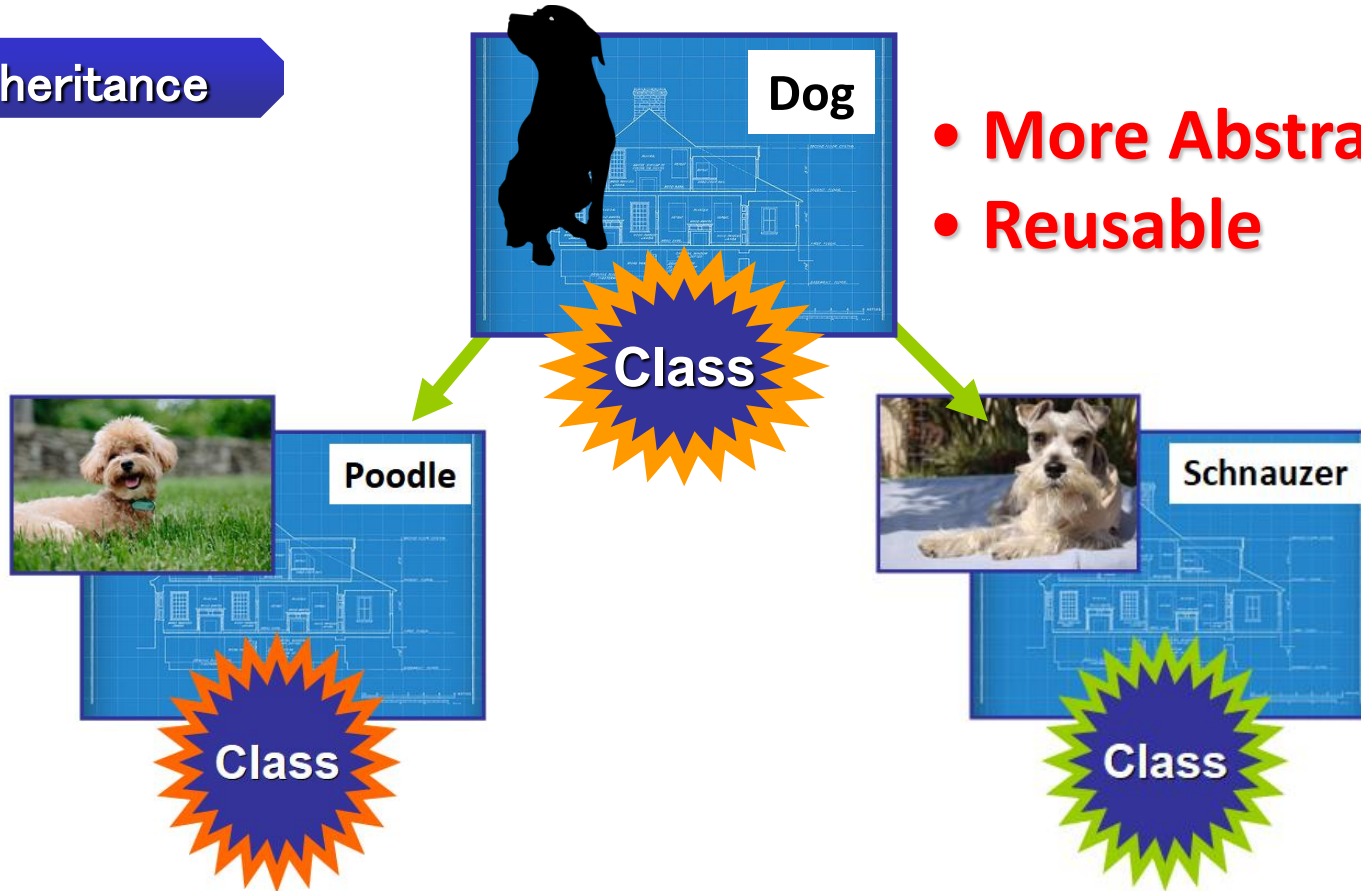 heritance
Dog
• More Abstra
• Reusable
Class
Poodle
Schnauzer
Class
Class